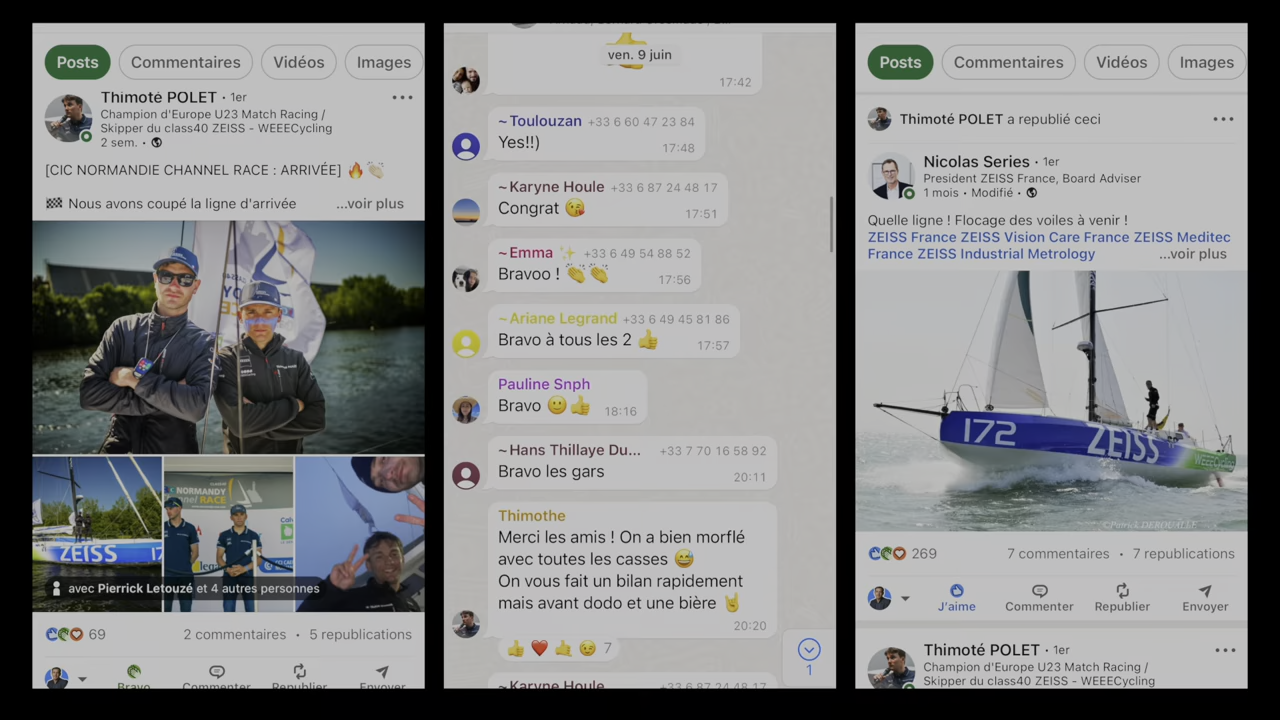 Posts
Commentaires
Vidéos
Images
Thimoté POLET · 1er
Champion d'Europe U23 Match Racing /
Skipper du class40 ZEISS - WEEECycling
2 sem. •
[CIC NORMANDIE CHANNEL RACE : ARRIVÉE] 🔥 👏
🏁 Nous avons coupé la ligne d'arrivée ...voir plus
NORMANDY
RACE
ZEISS 17
avec Pierrick Letouzé et 4 autres personnes
69
2 commentaires • 5 republications
Bravo
Commenter
Republier
Envoyer
ven. 9 juin
17:42
~Toulouzan +33 6 60 47 23 84
Yes!!)
17:48
~Karyne Houle +33 6 87 24 48 17
Congrat 😘
17:51
~Emma ✨ +33 6 49 54 88 52
Bravoo ! 👏👏
17:56
~Ariane Legrand +33 6 49 45 81 86
Bravo à tous les 2 👍
17:57
Pauline Snph
Bravo 🙂👍
18:16
~Hans Thillaye Du... +33 7 70 16 58 92
Bravo les gars
20:11
Thimothe
Merci les amis ! On a bien morflé
avec toutes les casses 😅
On vous fait un bilan rapidement
mais avant dodo et une bière 🤘
20:20
👍 ❤️ 🤙 😉 7
1
~Karyne Houle +33 6 87 24 48 17
Posts
Commentaires
Vidéos
Images
Thimoté POLET a republié ceci
Nicolas Series · 1er
President ZEISS France, Board Adviser
1 mois • Modifié •
Quelle ligne ! Flocage des voiles à venir !
ZEISS France ZEISS Vision Care France ZEISS Meditec
France ZEISS Industrial Metrology ...voir plus
172
ZEISS
WEEECycling
©Patrick DEROUALLE
269
7 commentaires • 7 republications
J'aime
Commenter
Republier
Envoyer
Thimoté POLET · 1er
Champion d'Europe U23 Match Racing /
Skipper du class40 ZEISS - WEEECycling